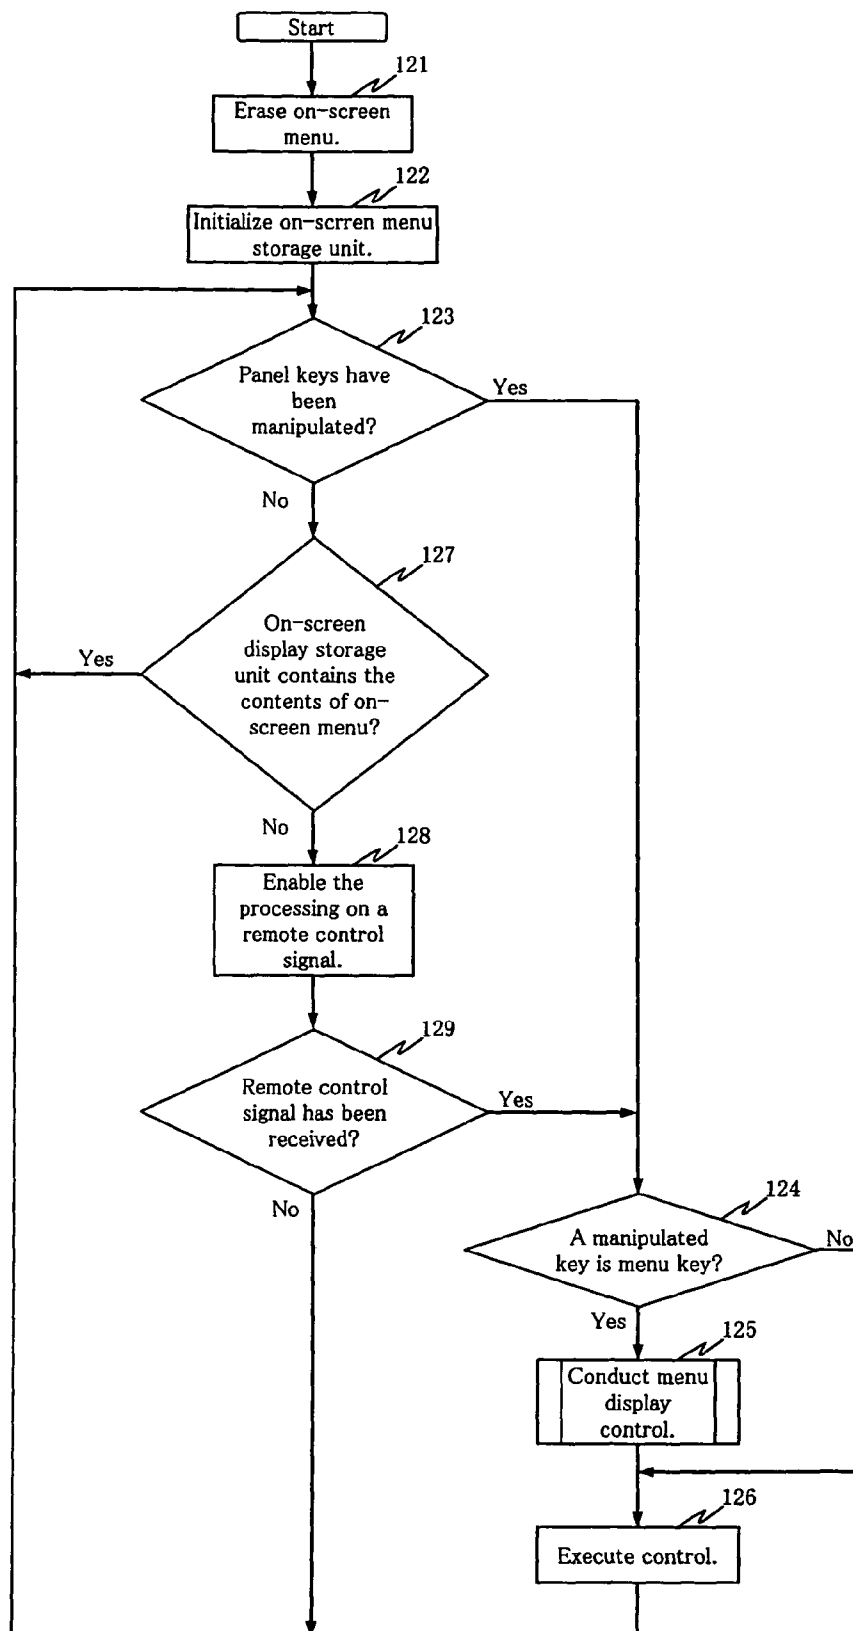 Start
121
Erase on-screen
menu.
122
Initialize on-scrren menu
storage unit.
123
Panel keys have
been
manipulated?
Yes
No
127
On-screen
display storage
unit contains the
contents of on-
screen menu?
Yes
No
128
Enable the
processing on a
remote control
signal.
129
Remote control
signal has been
received?
Yes
No
124
A manipulated
key is menu key?
No
Yes
125
Conduct menu
display
control.
126
Execute control.